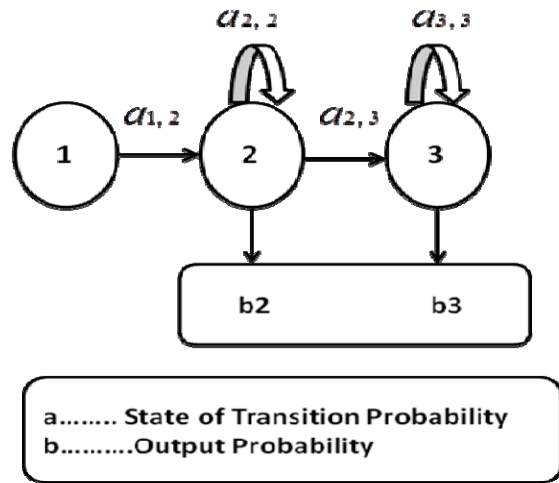 a2, 2
a3, 3
a1, 2
a2, 3
1
2
3
b2
b3
a........ State of Transition Probability
b..........Output Probability